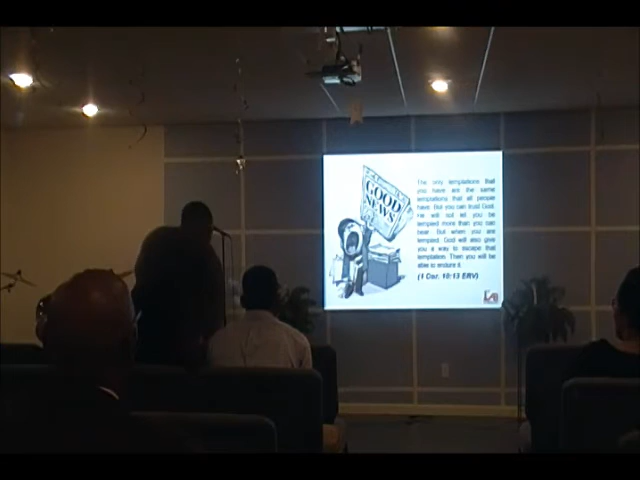 GOOD
NEWS
The only temptations that
you have are the same
temptations that all people
have. But you can trust God.
He will not let you be
tempted more than you can
bear. But when you are
tempted, God will also give
you a way to escape that
temptation. Then you will be
able to endure it.
(1 Cor. 10:13 ERV)